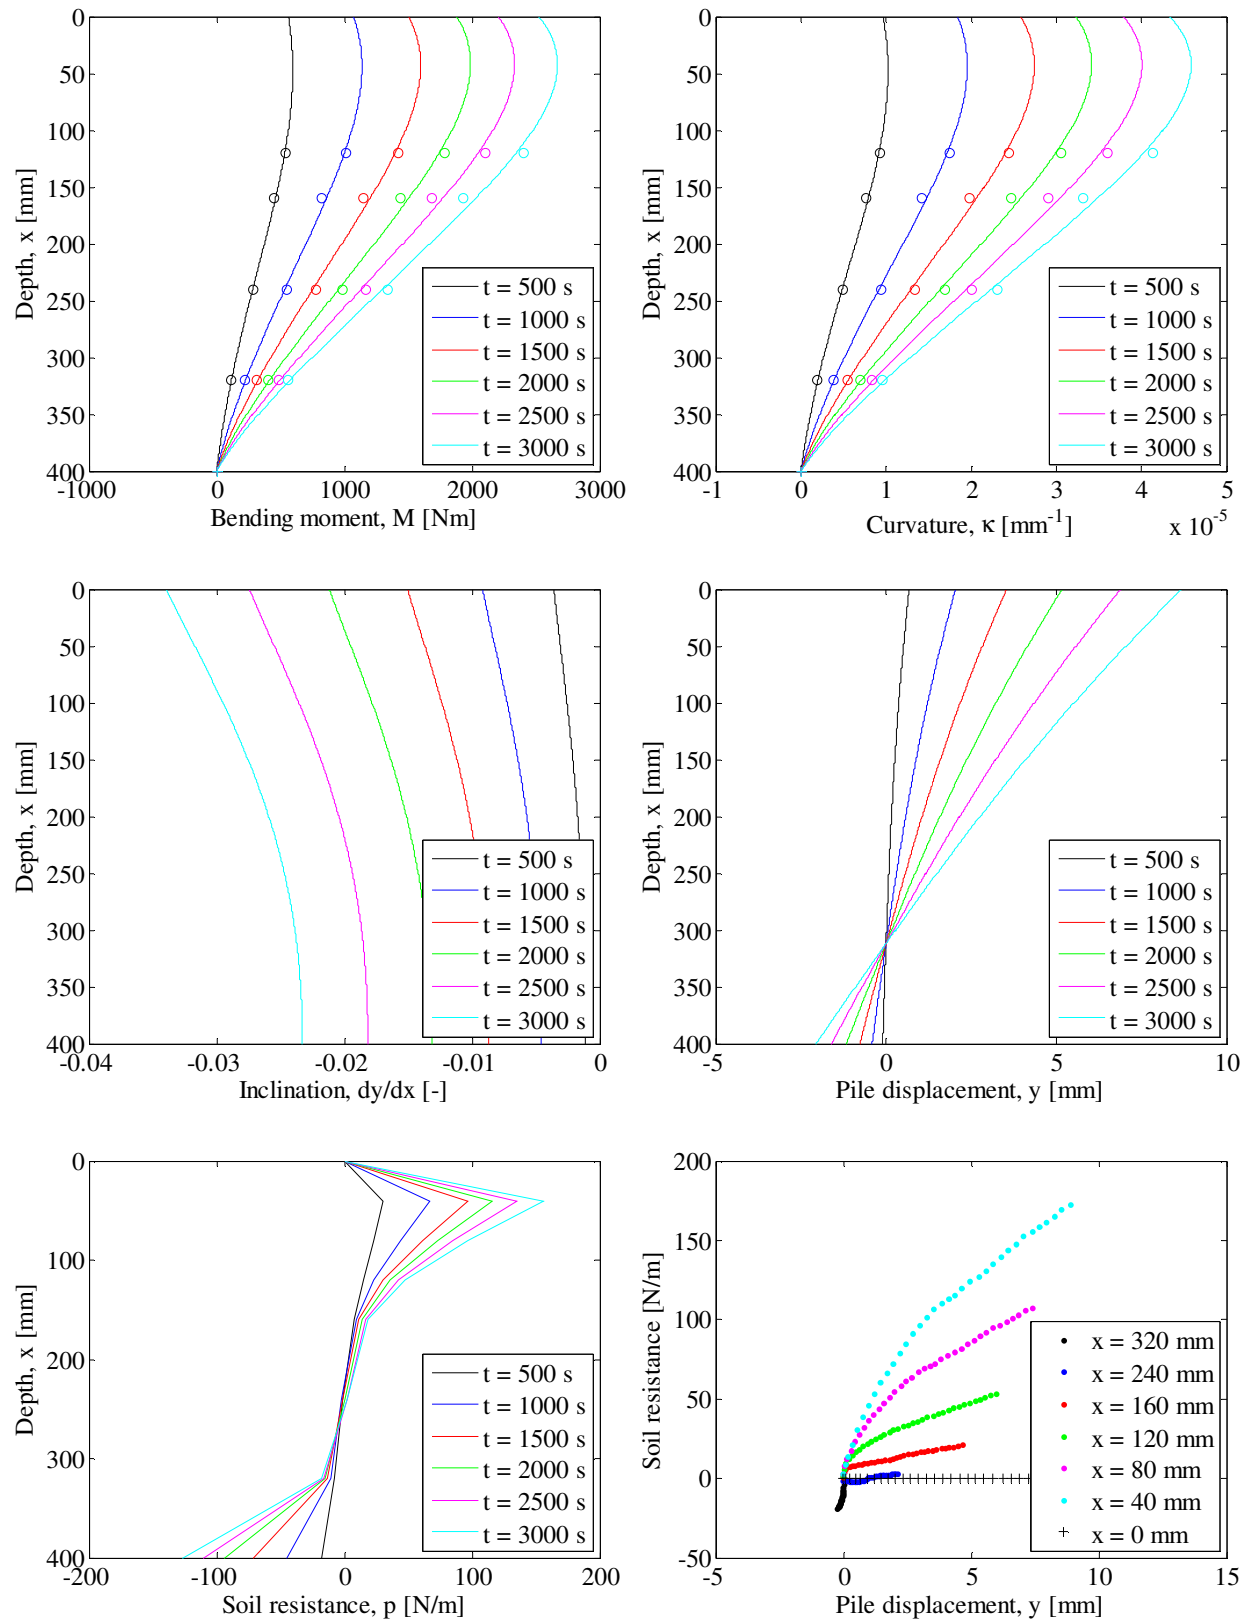 0
50
100
150
200
250
300
350
400
-1000
0
1000
2000
3000
Depth, x [mm]
Bending moment, M [Nm]
t = 500 s
t = 1000 s
t = 1500 s
t = 2000 s
t = 2500 s
t = 3000 s
0
50
100
150
200
250
300
350
400
-1
0
1
2
3
4
5
x 10^-5
Depth, x [mm]
Curvature, κ [mm^-1]
t = 500 s
t = 1000 s
t = 1500 s
t = 2000 s
t = 2500 s
t = 3000 s
0
50
100
150
200
250
300
350
400
-0.04
-0.03
-0.02
-0.01
0
Depth, x [mm]
Inclination, dy/dx [-]
t = 500 s
t = 1000 s
t = 1500 s
t = 2000 s
t = 2500 s
t = 3000 s
0
50
100
150
200
250
300
350
400
-5
0
5
10
Depth, x [mm]
Pile displacement, y [mm]
t = 500 s
t = 1000 s
t = 1500 s
t = 2000 s
t = 2500 s
t = 3000 s
0
100
200
300
400
-200
-100
0
100
200
Depth, x [mm]
Soil resistance, p [N/m]
t = 500 s
t = 1000 s
t = 1500 s
t = 2000 s
t = 2500 s
t = 3000 s
200
150
100
50
0
-50
-5
0
5
10
15
Soil resistance [N/m]
Pile displacement, y [mm]
x = 320 mm
x = 240 mm
x = 160 mm
x = 120 mm
x = 80 mm
x = 40 mm
x = 0 mm